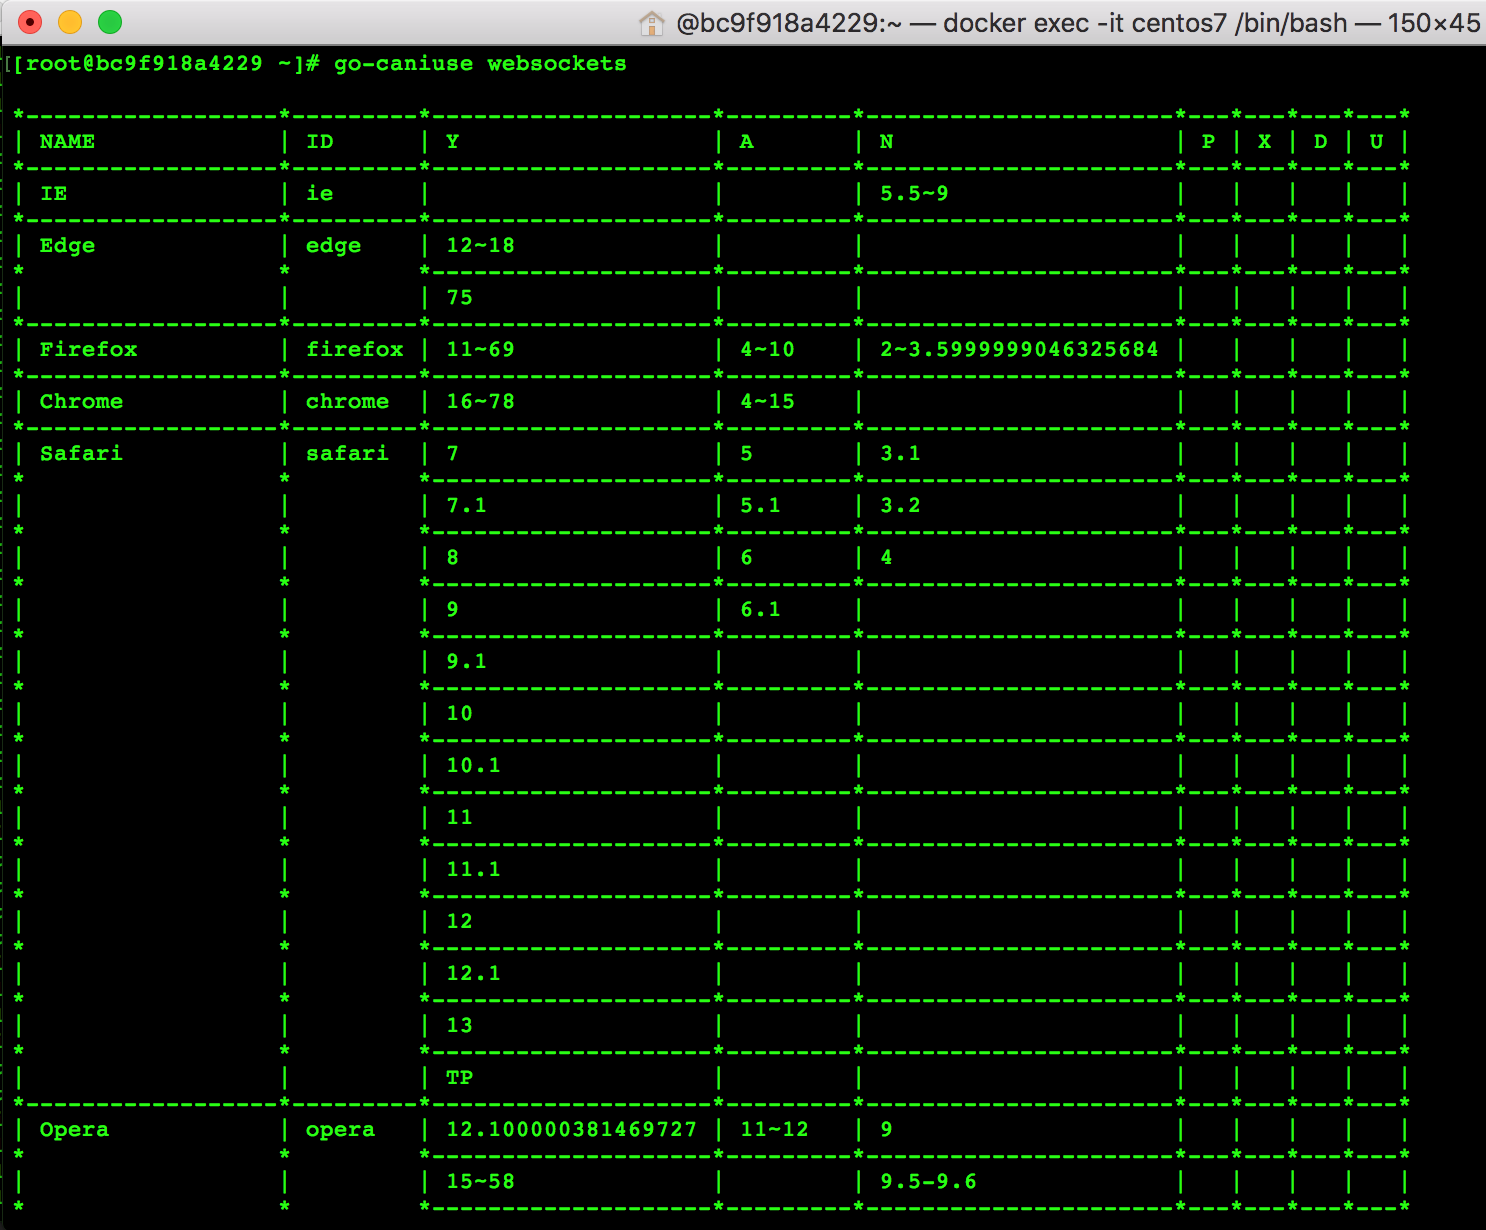 @bc9f918a4229:~ — docker exec -it centos7 /bin/bash — 150×45
[[root@bc9f918a4229 ~]# go-caniuse websockets
*------------------*---------*--------------------*---------*----------------------*---*---*---*---*
| NAME | ID | Y | A | N | P | X | D | U |
*------------------*---------*--------------------*---------*----------------------*---*---*---*---*
| IE | ie | | | 5.5~9 | | | | |
*------------------*---------*--------------------*---------*----------------------*---*---*---*---*
| Edge | edge | 12~18 | | | | | | |
* * *--------------------*---------*----------------------*---*---*---*---*
| | | 75 | | | | | | |
*------------------*---------*--------------------*---------*----------------------*---*---*---*---*
| Firefox | firefox | 11~69 | 4~10 | 2~3.5999999046325684 | | | | |
*------------------*---------*--------------------*---------*----------------------*---*---*---*---*
| Chrome | chrome | 16~78 | 4~15 | | | | | |
*------------------*---------*--------------------*---------*----------------------*---*---*---*---*
| Safari | safari | 7 | 5 | 3.1 | | | | |
* * *--------------------*---------*----------------------*---*---*---*---*
| | | 7.1 | 5.1 | 3.2 | | | | |
* * *--------------------*---------*----------------------*---*---*---*---*
| | | 8 | 6 | 4 | | | | |
* * *--------------------*---------*----------------------*---*---*---*---*
| | | 9 | 6.1 | | | | | |
* * *--------------------*---------*----------------------*---*---*---*---*
| | | 9.1 | | | | | | |
* * *--------------------*---------*----------------------*---*---*---*---*
| | | 10 | | | | | | |
* * *--------------------*---------*----------------------*---*---*---*---*
| | | 10.1 | | | | | | |
* * *--------------------*---------*----------------------*---*---*---*---*
| | | 11 | | | | | | |
* * *--------------------*---------*----------------------*---*---*---*---*
| | | 11.1 | | | | | | |
* * *--------------------*---------*----------------------*---*---*---*---*
| | | 12 | | | | | | |
* * *--------------------*---------*----------------------*---*---*---*---*
| | | 12.1 | | | | | | |
* * *--------------------*---------*----------------------*---*---*---*---*
| | | 13 | | | | | | |
* * *--------------------*---------*----------------------*---*---*---*---*
| | | TP | | | | | | |
*------------------*---------*--------------------*---------*----------------------*---*---*---*---*
| Opera | opera | 12.100000381469727 | 11~12 | 9 | | | | |
* * *--------------------*---------*----------------------*---*---*---*---*
| | | 15~58 | | 9.5-9.6 | | | | |
* * *--------------------*---------*----------------------*---*---*---*---*